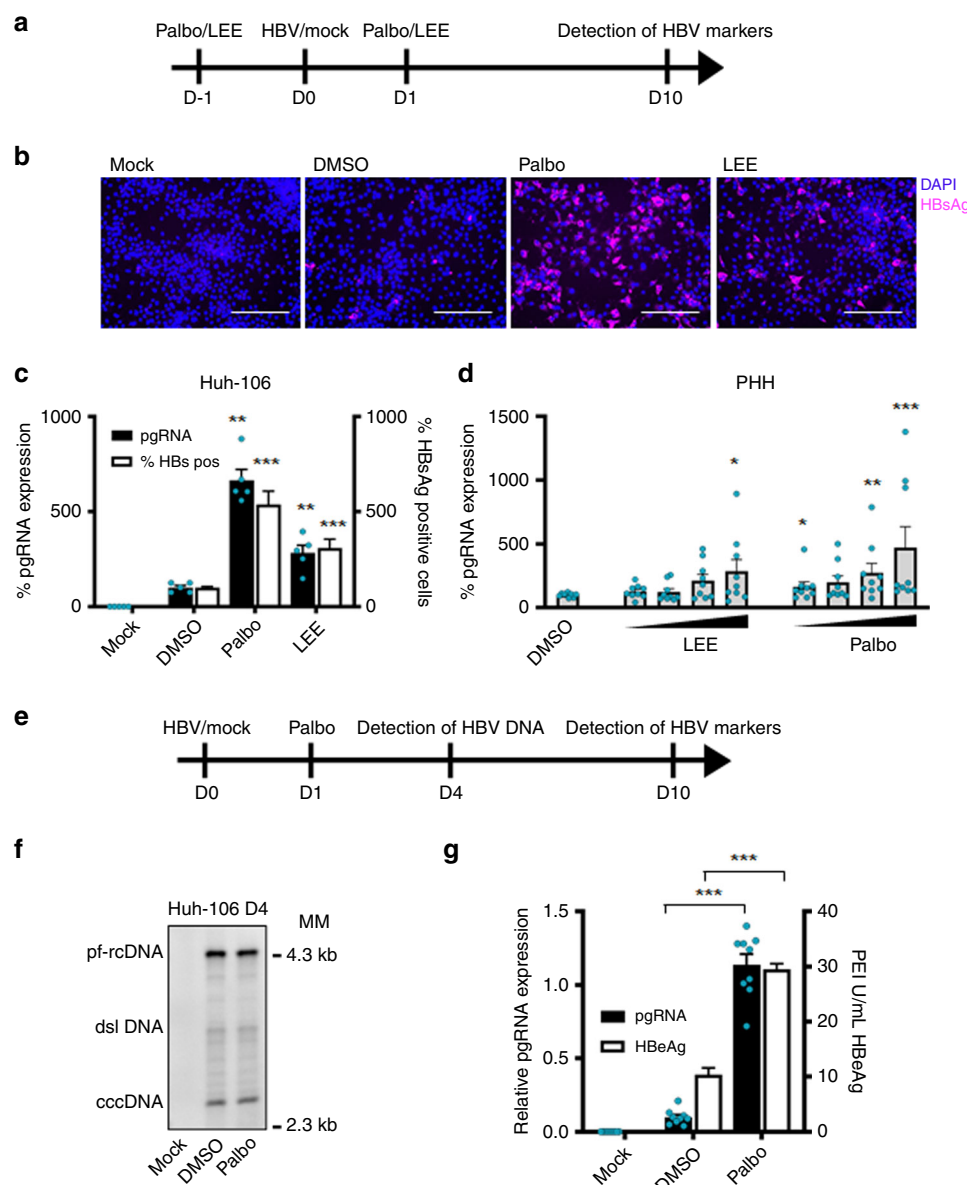 a
Palbo/LEE HBV/mock Palbo/LEE Detection of HBV markers
D-1 D0 D1 D10
b
Mock DMSO Palbo LEE
DAPI
HBsAg
c
Huh-106
1000 1000
500 500
0 0
% pgRNA expression
% HBsAg positive cells
pgRNA
% HBs pos
** *** ** ***
Mock DMSO Palbo LEE
d
PHH
1500
1000
500
0
% pgRNA expression
* * ** ***
DMSO
LEE Palbo
e
HBV/mock Palbo Detection of HBV DNA Detection of HBV markers
D0 D1 D4 D10
f
Huh-106 D4
MM
pf-rcDNA 4.3 kb
dsl DNA
cccDNA
2.3 kb
Mock DMSO Palbo
g
***
***
1.5 40
1.0 30
20
0.5
10
0.0 0
Relative pgRNA expression
PEI U/mL HBeAg
pgRNA
HBeAg
Mock DMSO Palbo